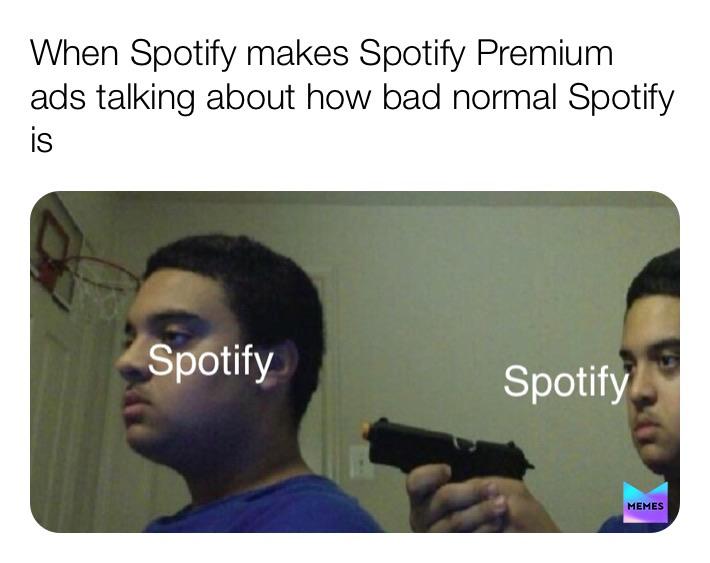 When Spotify makes Spotify Premium
ads talking about how bad normal Spotify
is
Spotify
Spotify
MEMES